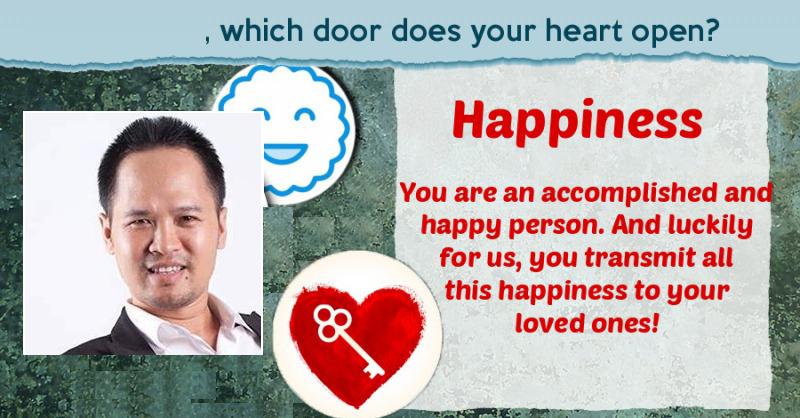 , which door does your heart open?
Happiness
You are an accomplished and
happy person. And luckily
for us, you transmit all
this happiness to your
loved ones!